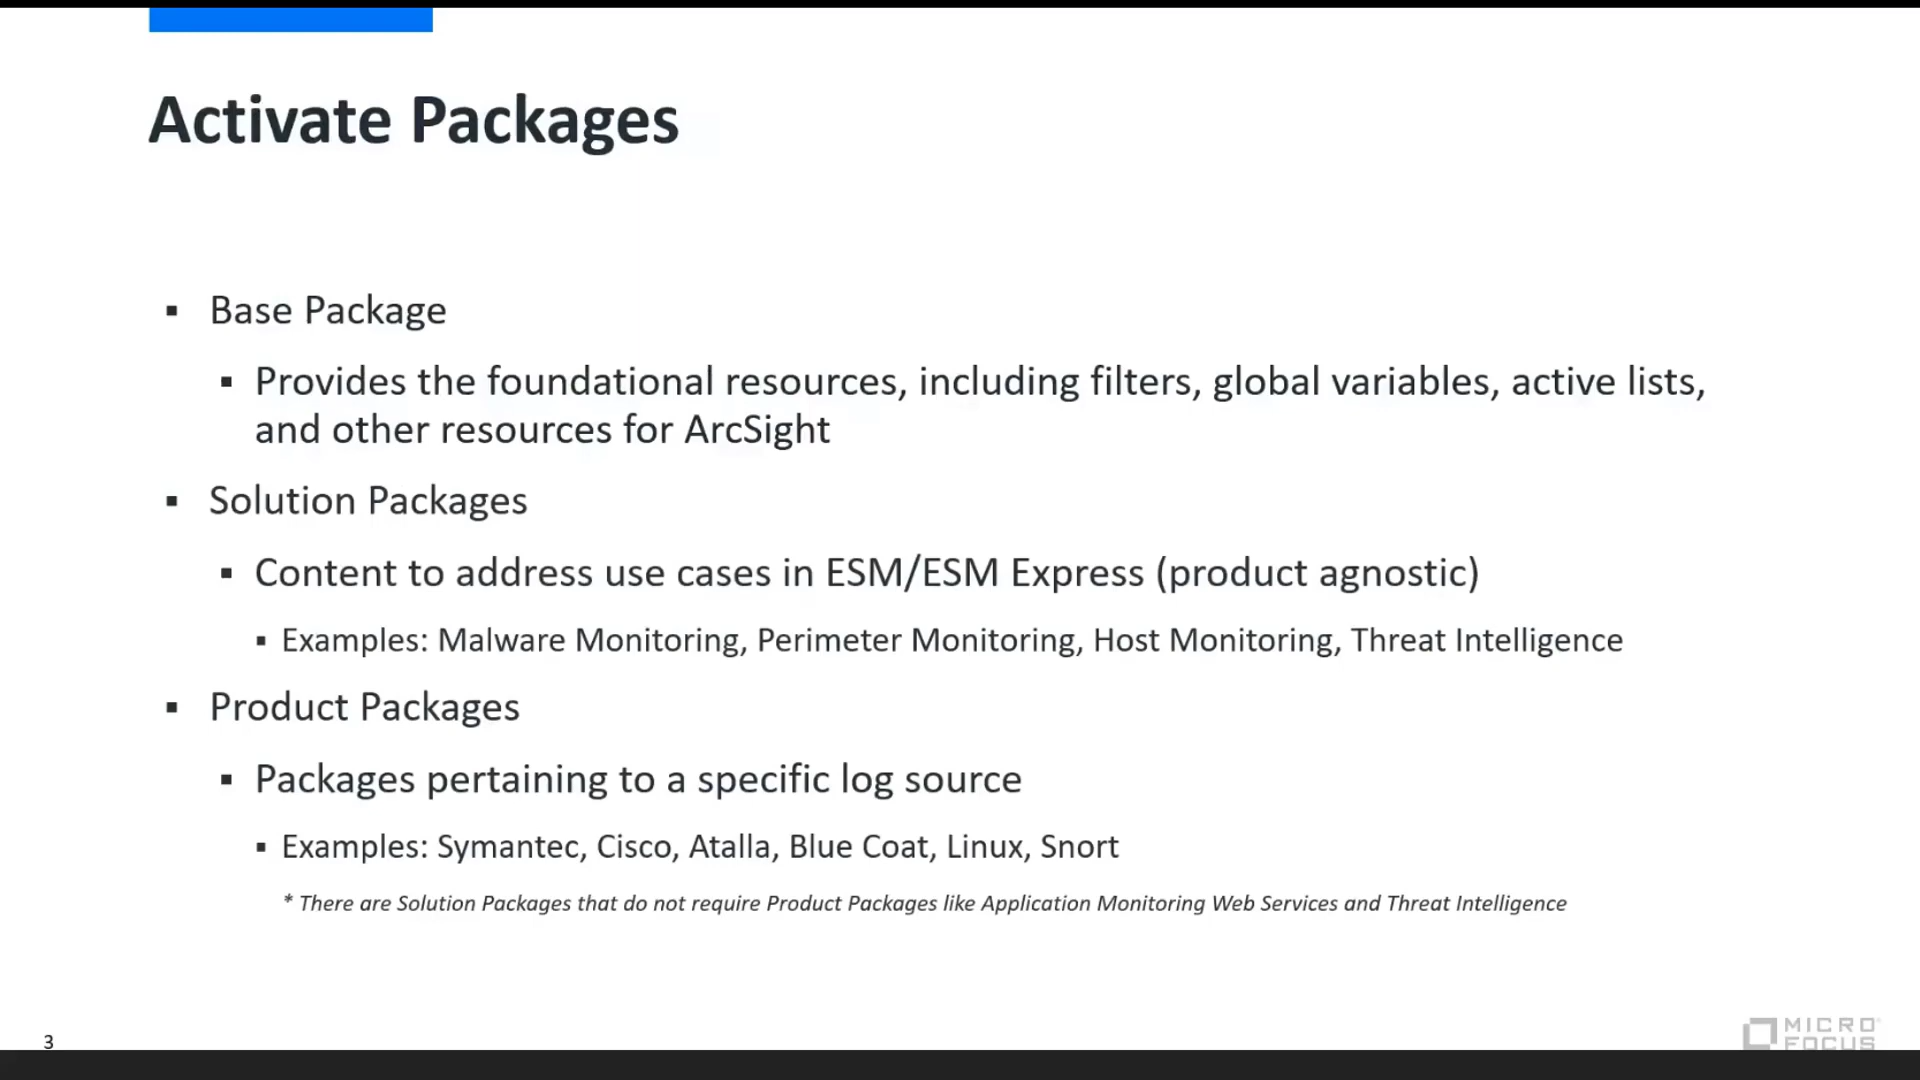 Activate Packages
▪ Base Package
▪ Provides the foundational resources, including filters, global variables, active lists,
and other resources for ArcSight
▪ Solution Packages
▪ Content to address use cases in ESM/ESM Express (product agnostic)
▪ Examples: Malware Monitoring, Perimeter Monitoring, Host Monitoring, Threat Intelligence
▪ Product Packages
▪ Packages pertaining to a specific log source
▪ Examples: Symantec, Cisco, Atalla, Blue Coat, Linux, Snort
* There are Solution Packages that do not require Product Packages like Application Monitoring Web Services and Threat Intelligence
3
MICRO
FOCUS